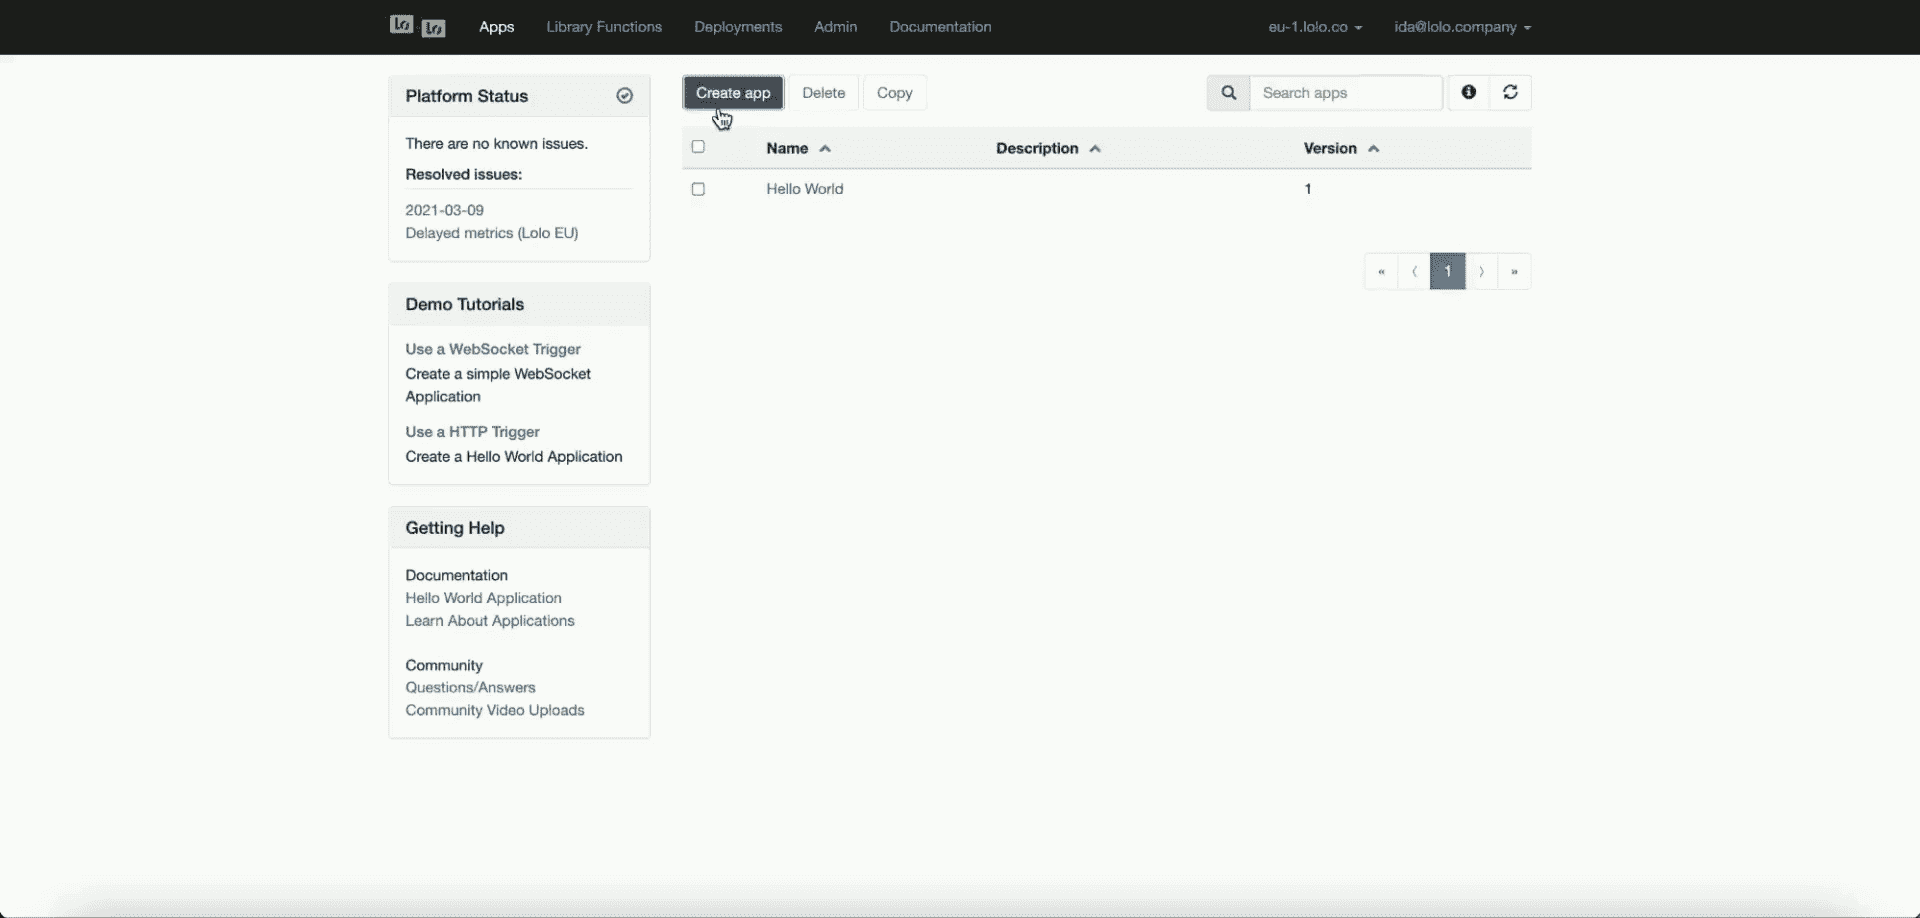 Lo Lo Apps Library Functions Deployments Admin Documentation eu-1.lolo.co ida@lolo.company
Platform Status
There are no known issues.
Resolved issues:
2021-03-09
Delayed metrics (Lolo EU)
Demo Tutorials
Use a WebSocket Trigger
Create a simple WebSocket
Application
Use a HTTP Trigger
Create a Hello World Application
Getting Help
Documentation
Hello World Application
Learn About Applications
Community
Questions/Answers
Community Video Uploads
Create app Delete Copy Search apps
Name Description Version
Hello World 1
« ⟨ 1 ⟩ »